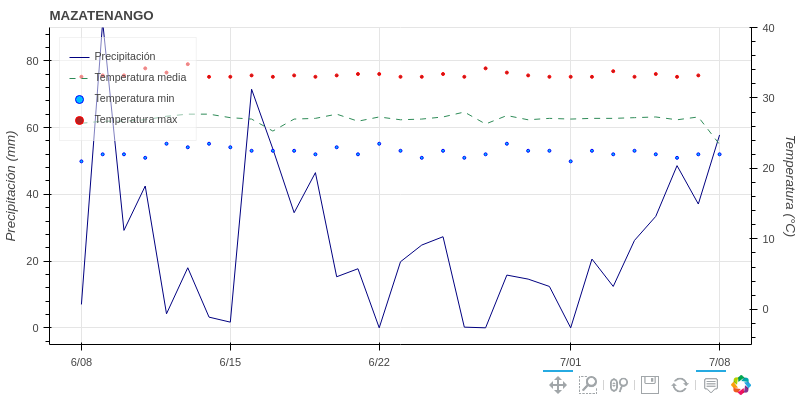 MAZATENANGO
Precipitación
Temperatura media
Temperatura min
Temperatura max
Precipitación (mm)
80
60
40
20
0
Temperatura (°C)
40
30
20
10
0
6/08
6/15
6/22
7/01
7/08